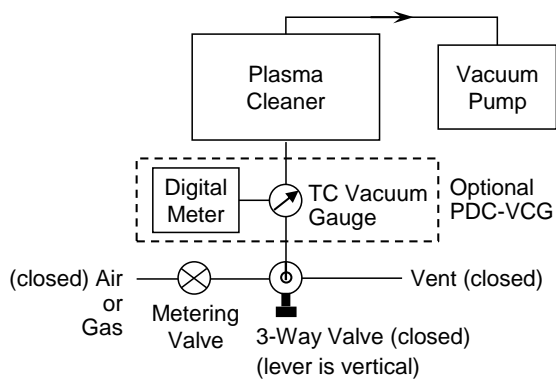 Plasma
Cleaner
Vacuum
Pump
Digital
Meter
TC Vacuum
Gauge
Optional
PDC-VCG
(closed) Air
or
Gas
Metering
Valve
Vent (closed)
3-Way Valve (closed)
(lever is vertical)